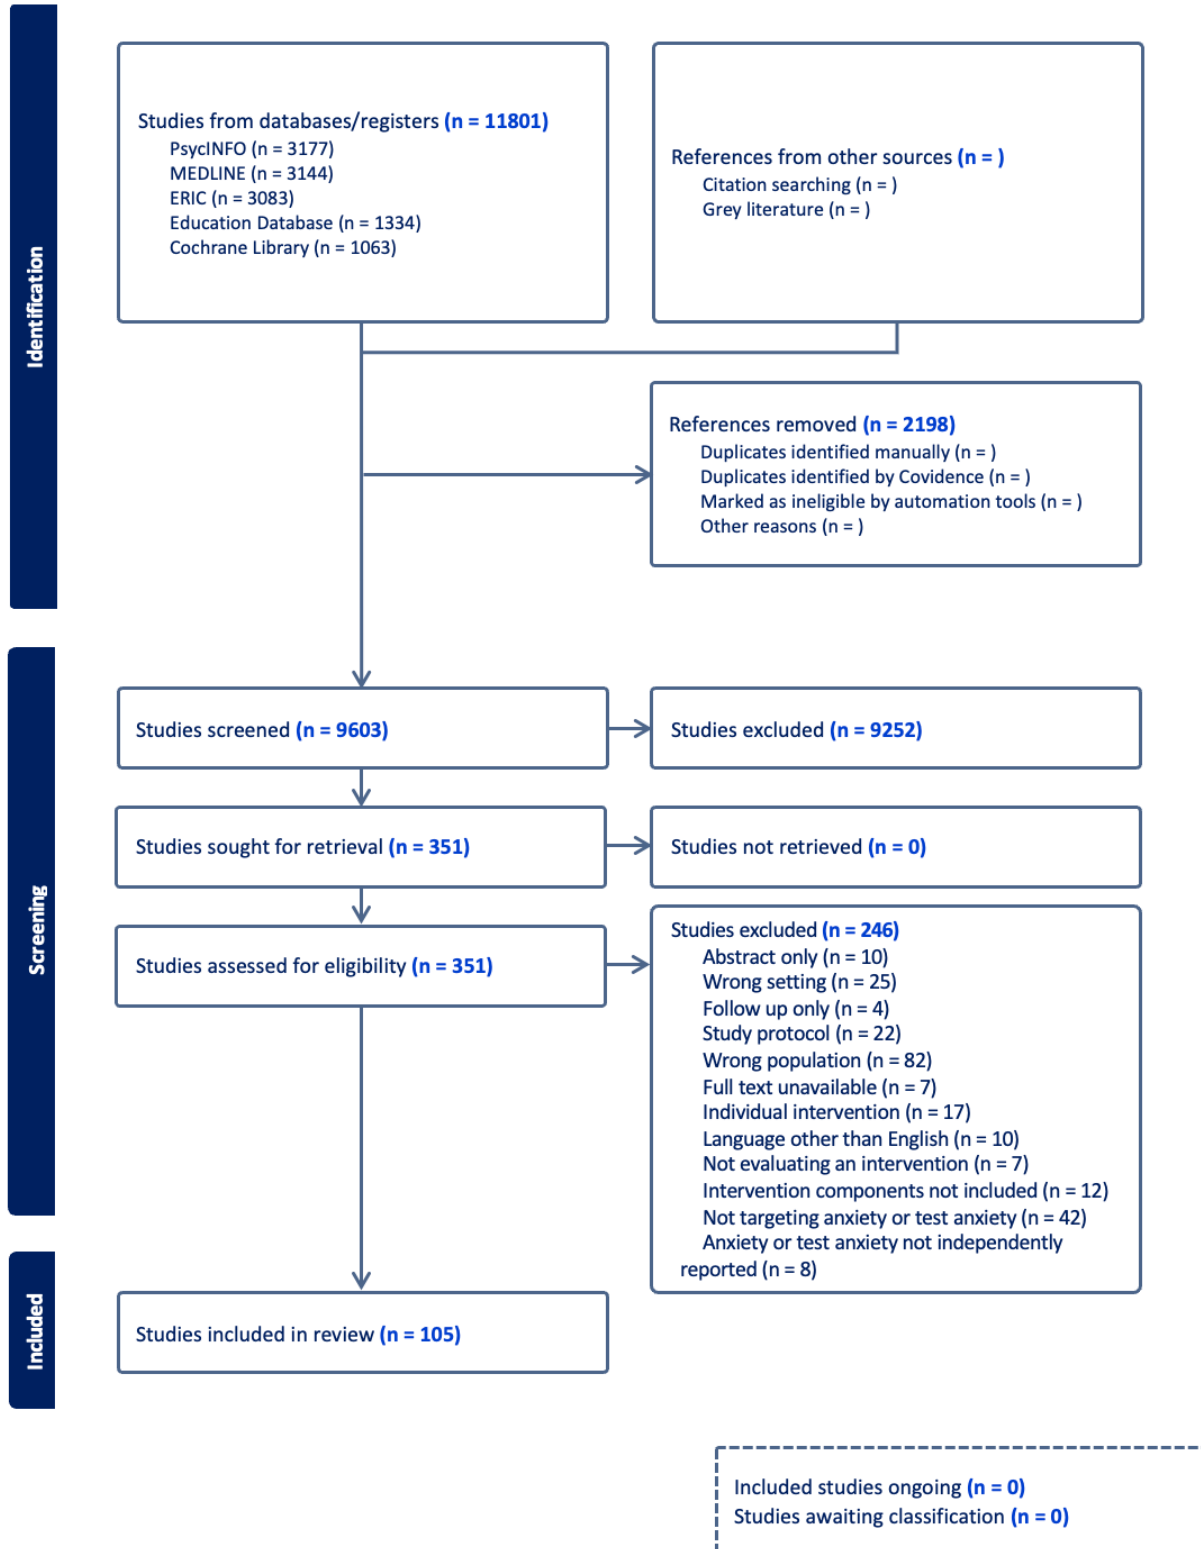 Identification
Studies from databases/registers (n = 11801)
PsycINFO (n = 3177)
MEDLINE (n = 3144)
ERIC (n = 3083)
Education Database (n = 1334)
Cochrane Library (n = 1063)
References from other sources (n = )
Citation searching (n = )
Grey literature (n = )
References removed (n = 2198)
Duplicates identified manually (n = )
Duplicates identified by Covidence (n = )
Marked as ineligible by automation tools (n = )
Other reasons (n = )
Screening
Studies screened (n = 9603)
Studies excluded (n = 9252)
Studies sought for retrieval (n = 351)
Studies not retrieved (n = 0)
Studies assessed for eligibility (n = 351)
Studies excluded (n = 246)
Abstract only (n = 10)
Wrong setting (n = 25)
Follow up only (n = 4)
Study protocol (n = 22)
Wrong population (n = 82)
Full text unavailable (n = 7)
Individual intervention (n = 17)
Language other than English (n = 10)
Not evaluating an intervention (n = 7)
Intervention components not included (n = 12)
Not targeting anxiety or test anxiety (n = 42)
Anxiety or test anxiety not independently
reported (n = 8)
Included
Studies included in review (n = 105)
Included studies ongoing (n = 0)
Studies awaiting classification (n = 0)